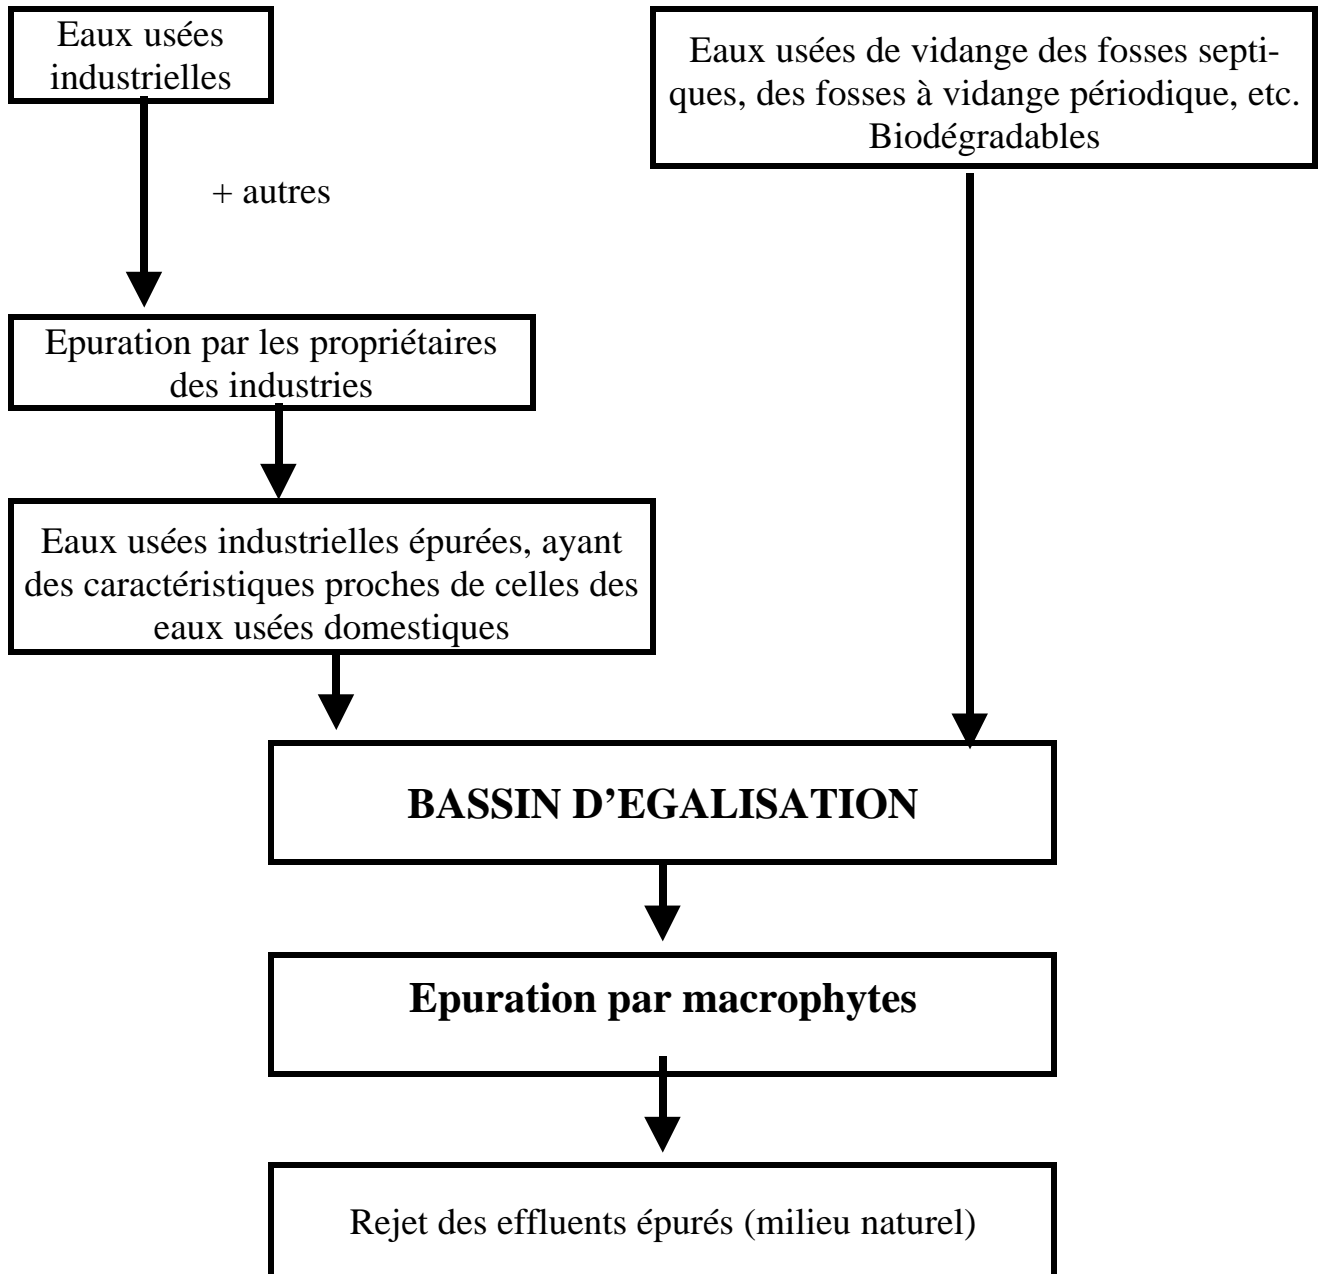 Eaux usées
industrielles
Eaux usées de vidange des fosses septi-
ques, des fosses à vidange périodique, etc.
Biodégradables
+ autres
Epuration par les propriétaires
des industries
Eaux usées industrielles épurées, ayant
des caractéristiques proches de celles des
eaux usées domestiques
BASSIN D’EGALISATION
Epuration par macrophytes
Rejet des effluents épurés (milieu naturel)